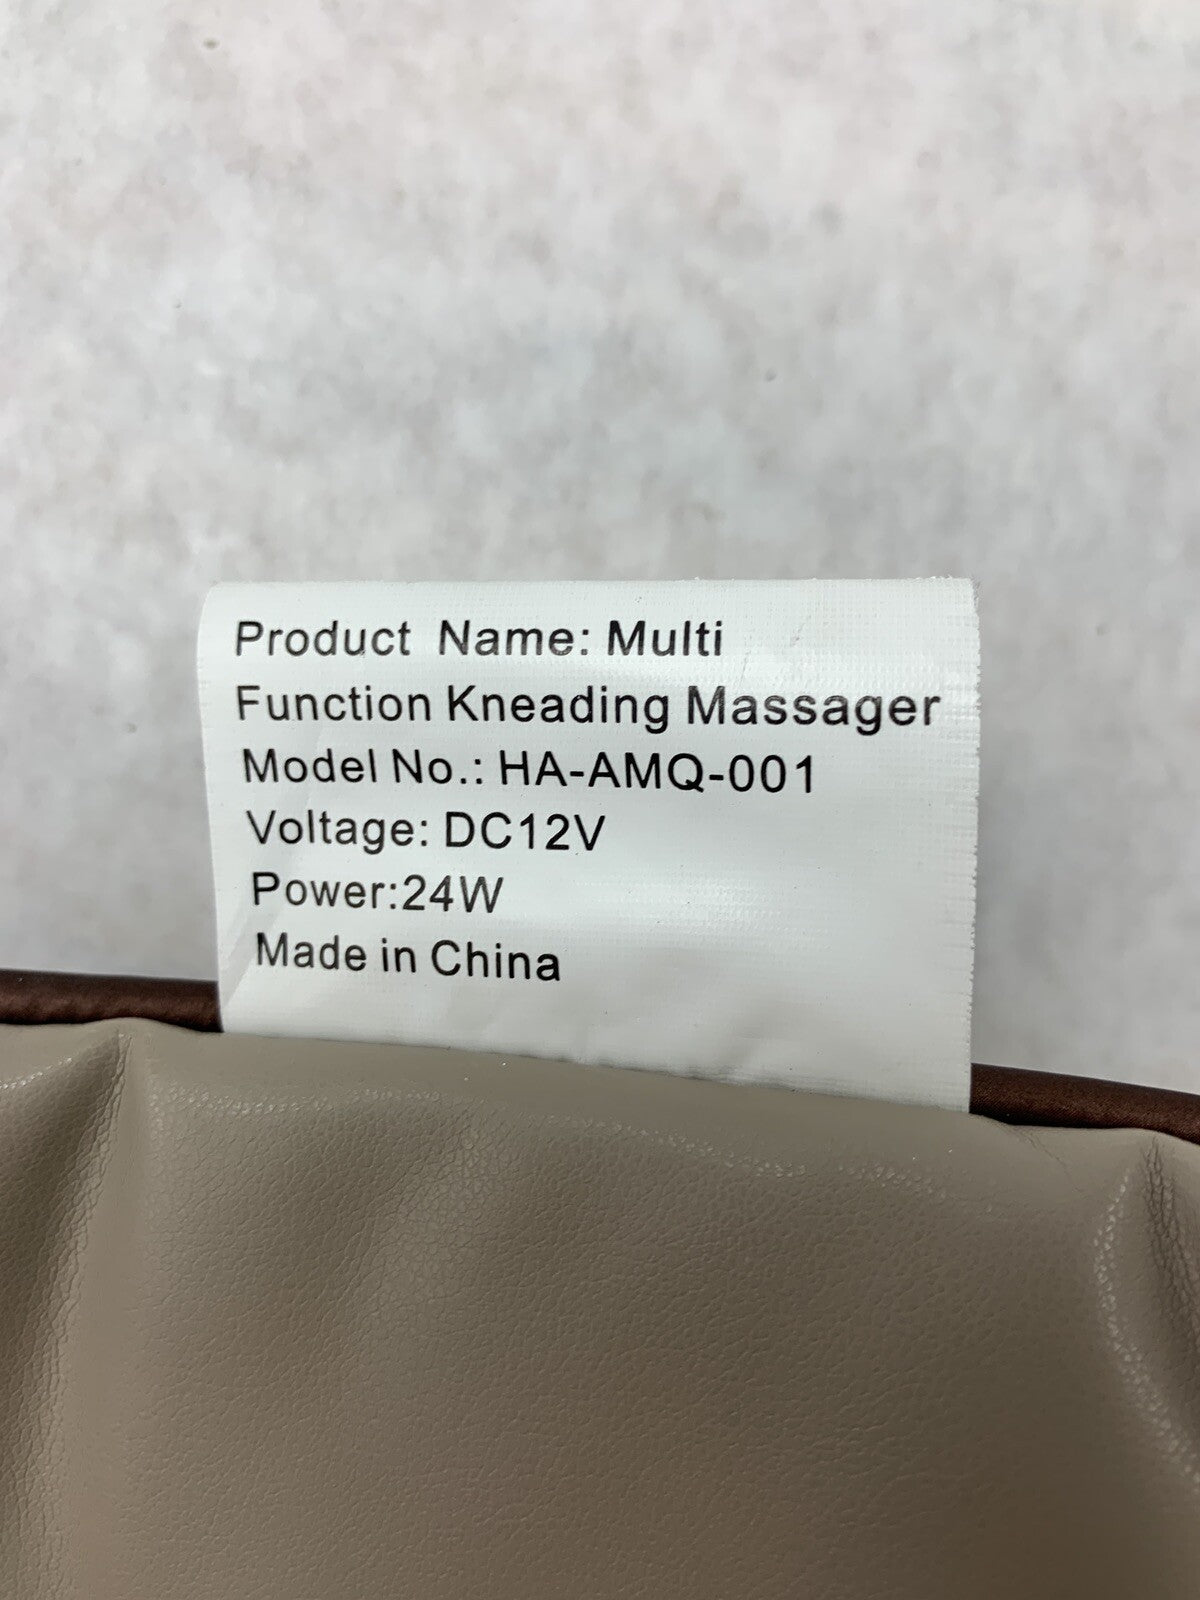 Product Name: Multi
Function Kneading Massager
Model No.: HA-AMQ-001
Voltage: DC12V
Power:24W
Made in China